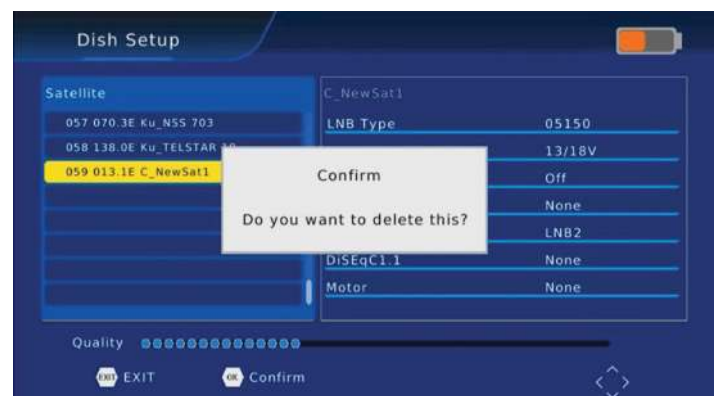 Dish Setup
Satellite
057 070.3E Ku_NSS 703
058 138.0E Ku_TELSTAR
059 013.1E C_NewSat1
C_NewSat1
LNB Type 05150
13/18V
Off
None
LNB2
DiSEqC1.1 None
Motor None
Confirm
Do you want to delete this?
Quality
EXIT EXIT
OK Confirm